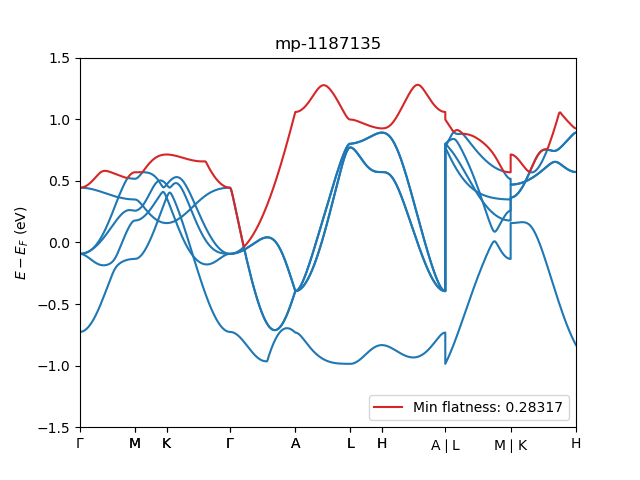 mp-1187135
E − E_F (eV)
1.5
1.0
0.5
0.0
−0.5
−1.0
−1.5
Min flatness: 0.28317
Γ M K Γ A L H A | L M | K H